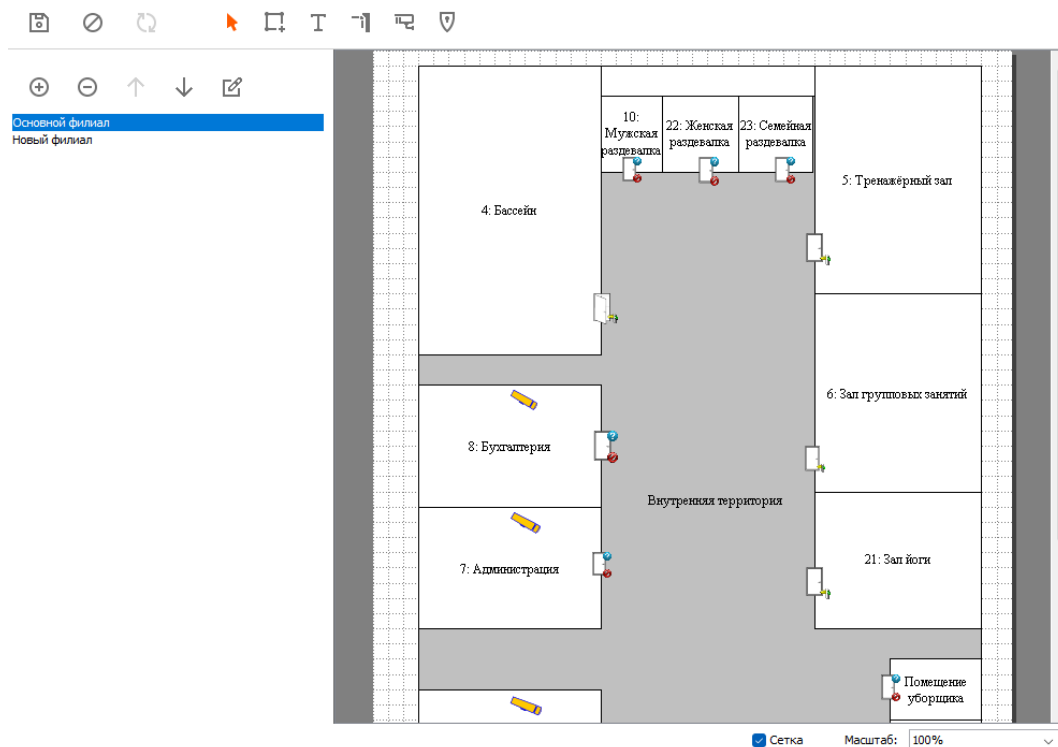 Основной филиал
Новый филиал
10:
Мужская
раздевалка
22: Женская
раздевалка
23: Семейная
раздевалка
5: Тренажёрный зал
4: Бассейн
6: Зал групповых занятий
8: Бухгалтерия
Внутренняя территория
7: Администрация
21: Зал йоги
Помещение
уборщика
Сетка
Масштаб:
100%